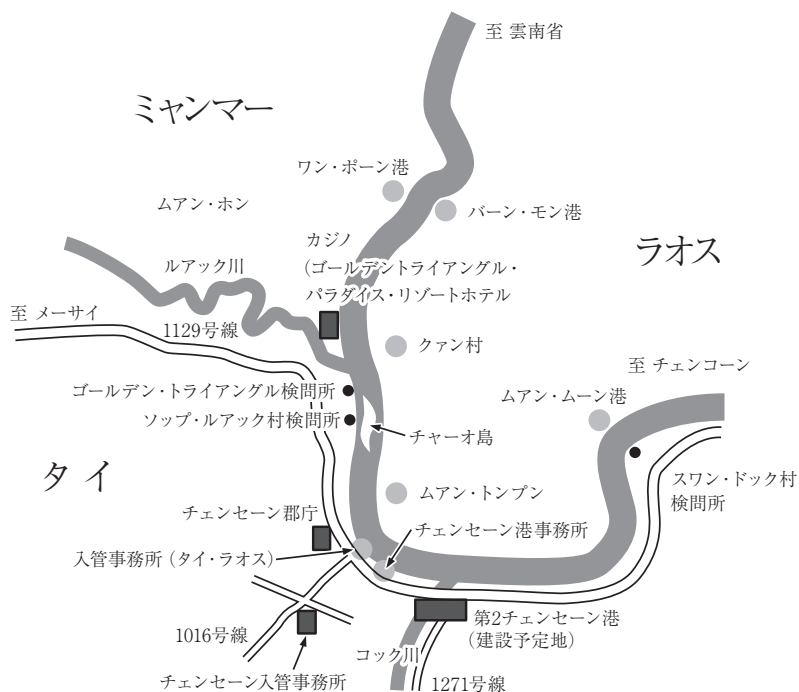 至 雲南省
ミャンマー
ワン・ポーン港
ムアン・ホン
バーン・モン港
カジノ
(ゴールデントライアングル・
パラダイス・リゾートホテル
ラオス
ルアック川
至 メーサイ
1129号線
クァン村
至 チェンコーン
ゴールデン・トライアングル検問所
ムアン・ムーン港
ソップ・ルアック村検問所
チャーオ島
タイ
スワン・ドック村
検問所
ムアン・トンプン
チェンセーン郡庁
チェンセーン港事務所
入管事務所(タイ・ラオス)
第2チェンセーン港
(建設予定地)
1016号線
コック川
チェンセーン入管事務所
1271号線